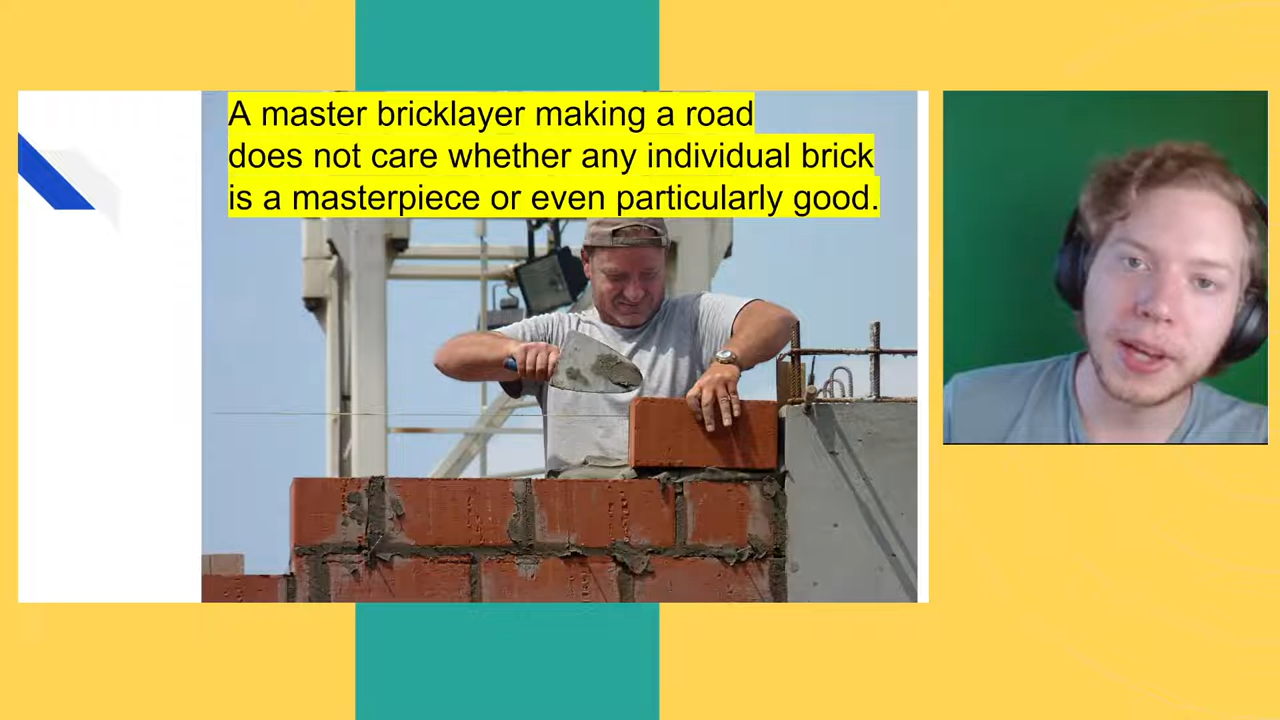 A master bricklayer making a road
does not care whether any individual brick
is a masterpiece or even particularly good.